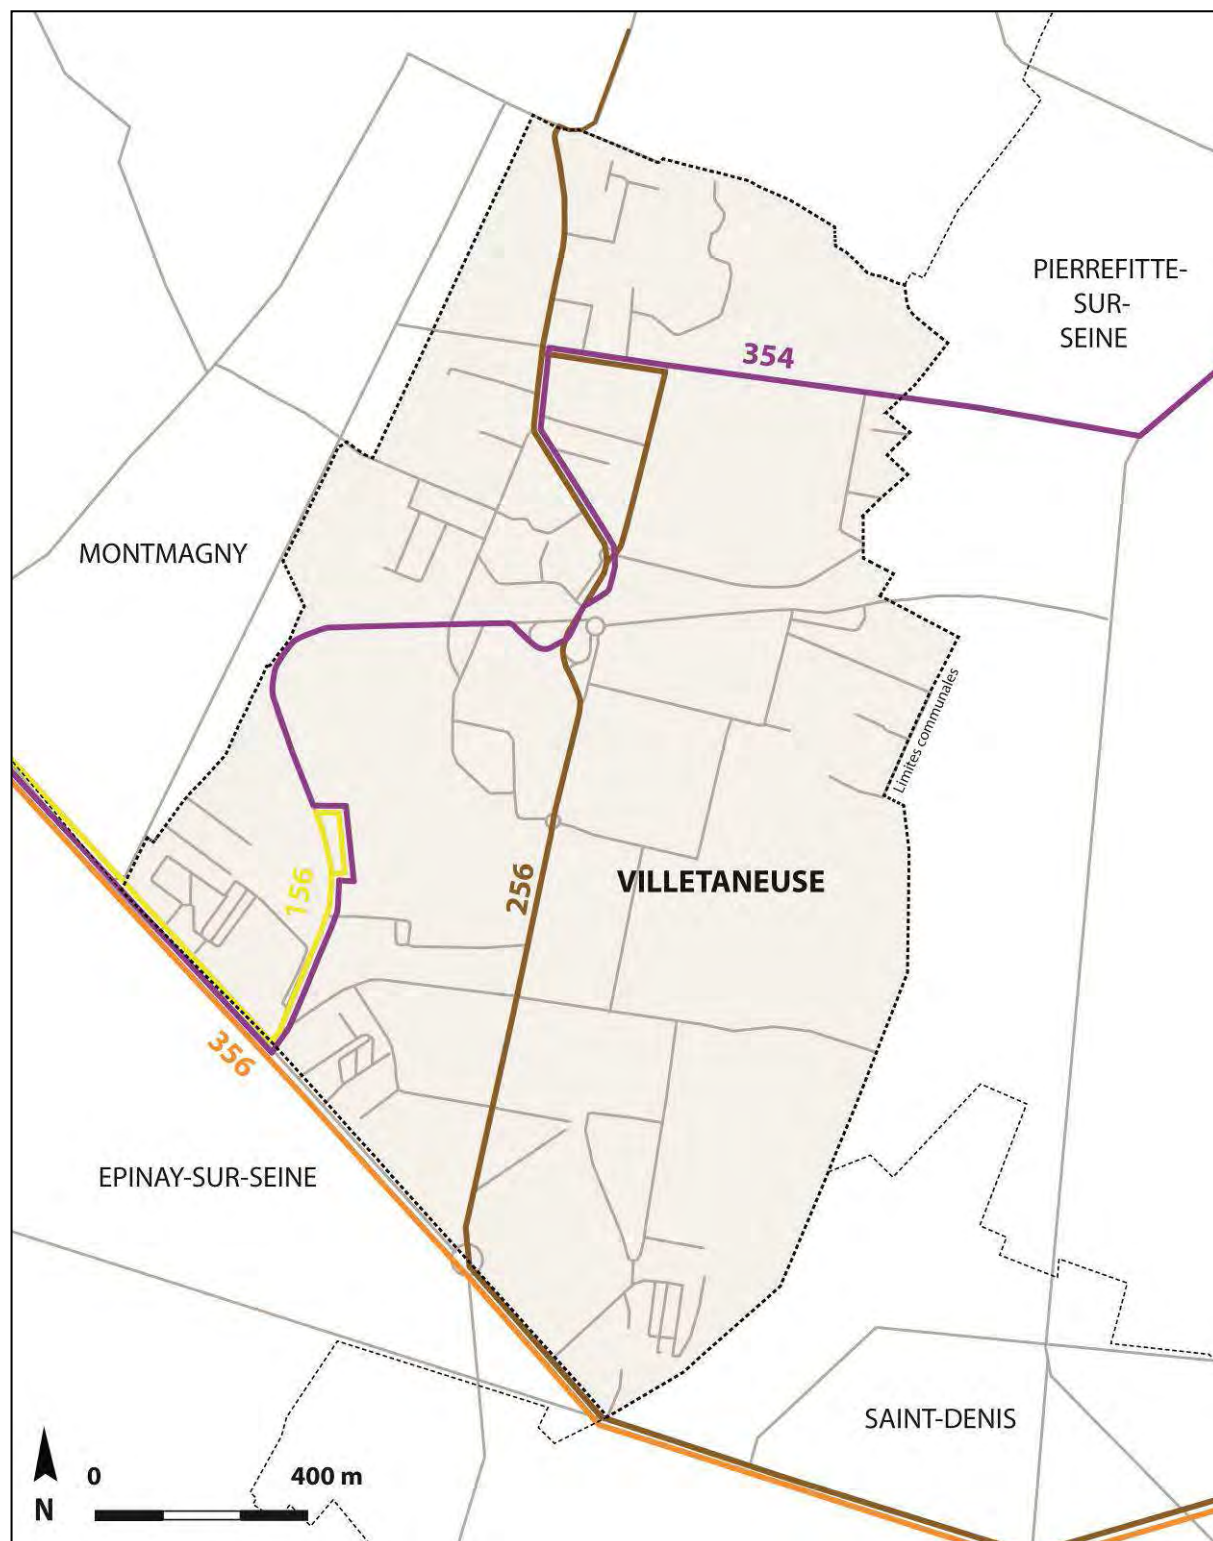 PIERREFITTE-
SUR-
SEINE
354
MONTMAGNY
Limites communales
156
256
VILLETANEUSE
356
EPINAY-SUR-SEINE
SAINT-DENIS
0 400 m
N